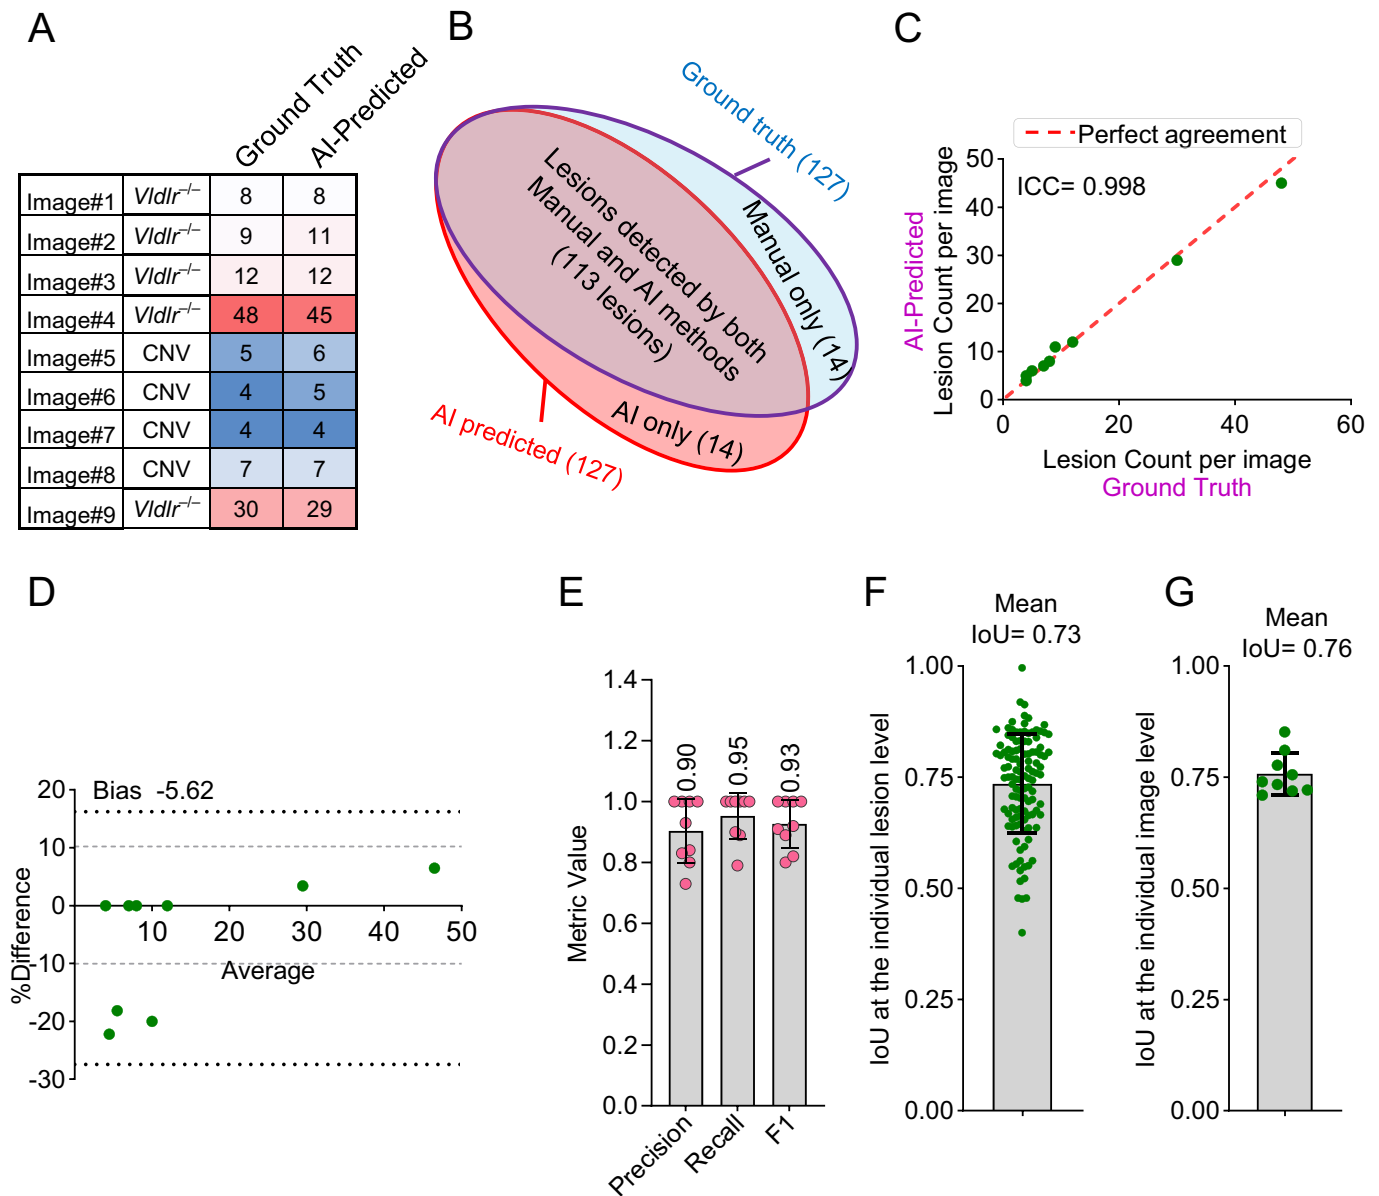 A
Ground Truth
AI-Predicted
Image#1 Vldlr–/– 8 8
Image#2 Vldlr–/– 9 11
Image#3 Vldlr–/– 12 12
Image#4 Vldlr–/– 48 45
Image#5 CNV 5 6
Image#6 CNV 4 5
Image#7 CNV 4 4
Image#8 CNV 7 7
Image#9 Vldlr–/– 30 29
B
Ground truth (127)
Lesions detected by both
Manual and AI methods
(113 lesions)
Manual only (14)
AI only (14)
AI predicted (127)
C
Perfect agreement
ICC= 0.998
AI-Predicted
Lesion Count per image
50
40
30
20
10
0
0 20 40 60
Lesion Count per image
Ground Truth
D
Bias -5.62
%Difference
20
10
0
-10
-20
-30
10 20 30 40 50
Average
E
Metric Value
1.4
1.2
1.0
0.8
0.6
0.4
0.2
0.0
0.90
0.95
0.93
Precision
Recall
F1
F
Mean
IoU= 0.73
IoU at the individual lesion level
1.00
0.75
0.50
0.25
0.00
G
Mean
IoU= 0.76
IoU at the individual image level
1.00
0.75
0.50
0.25
0.00